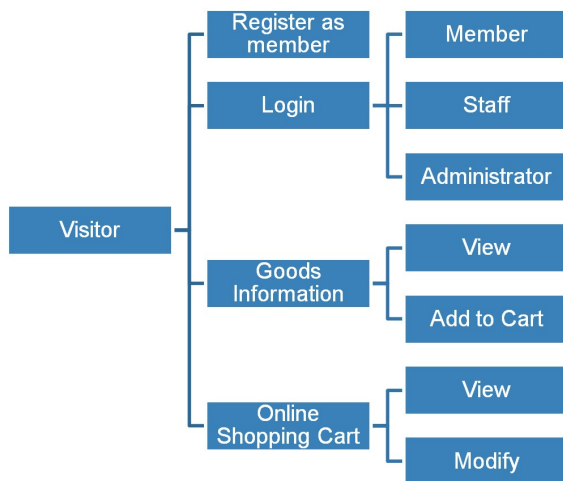 Visitor
Register as
member
Login
Member
Staff
Administrator
Goods
Information
View
Add to Cart
Online
Shopping Cart
View
Modify